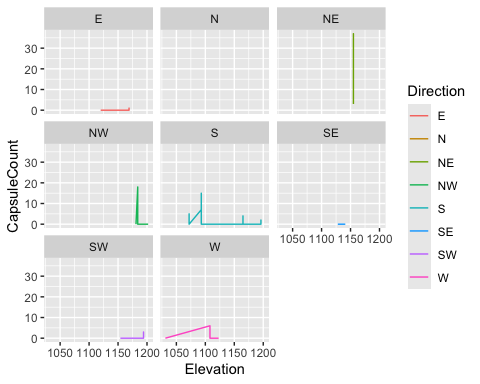 E N NE
30
20
10
0
NW S SE
30
20
10
0
1050 1100 1150 1200
SW W
30
20
10
0
1050 1100 1150 1200 1050 1100 1150 1200
Elevation
CapsuleCount
Direction
E
N
NE
NW
S
SE
SW
W